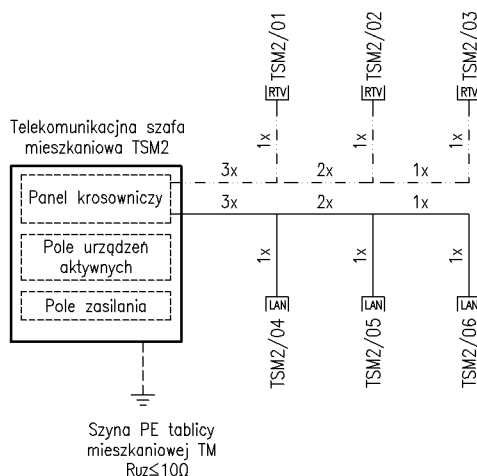 TSM2/01
TSM2/02
TSM2/03
RTV
RTV
RTV
Telekomunikacjna szafa
mieszkaniowa TSM2
1x
1x
1x
3x
2x
1x
Panel krosowniczy
3x
2x
1x
Pole urządzeń
aktywnych
1x
1x
1x
Pole zasilania
LAN
LAN
LAN
TSM2/04
TSM2/05
TSM2/06
Szyna PE tablicy
mieszkaniowej TM
Ruz≤10Ω